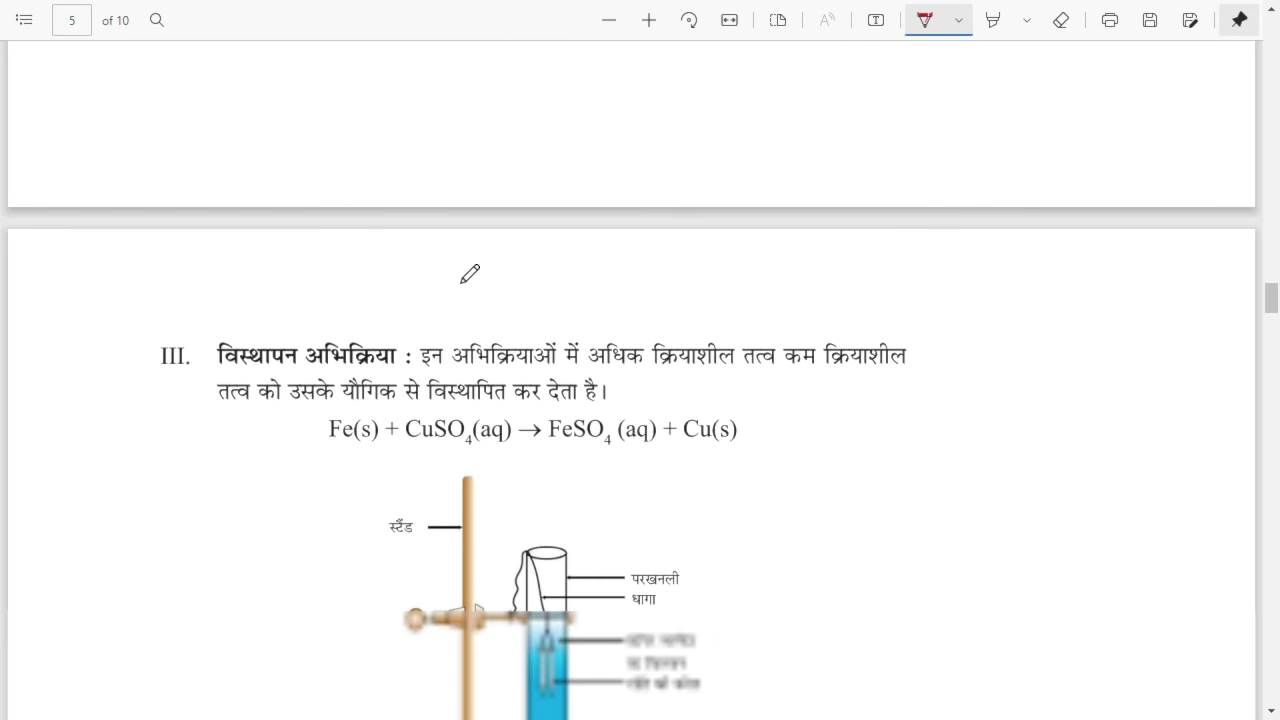 5 of 10
III. विस्थापन अभिक्रिया : इन अभिक्रियाओं में अधिक क्रियाशील तत्व कम क्रियाशील
तत्व को उसके यौगिक से विस्थापित कर देता है।
Fe(s) + CuSO₄(aq) → FeSO₄ (aq) + Cu(s)
स्टैंड
परखनली
धागा